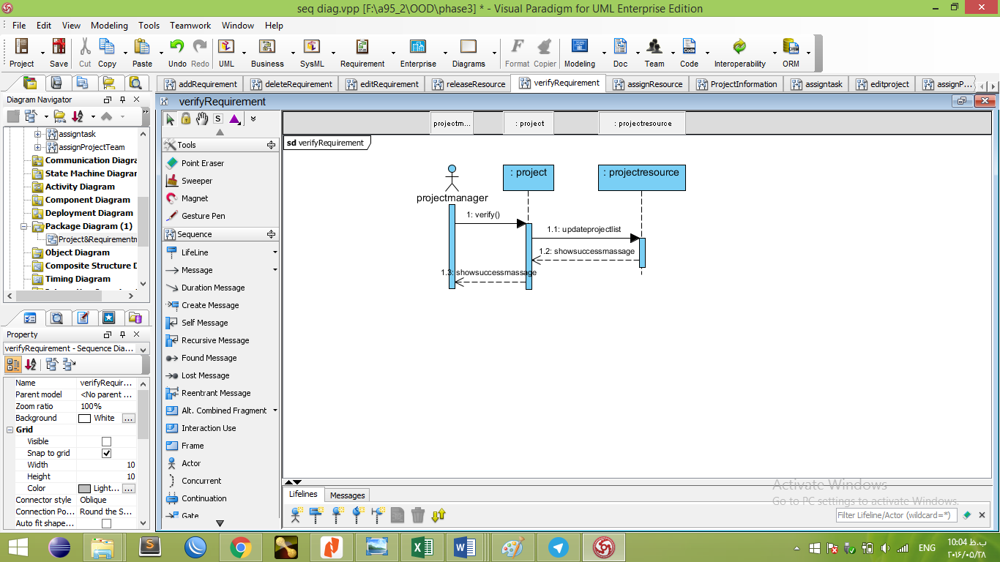 seq diag.vpp [F:\a95_2\OOD\phase3] * - Visual Paradigm for UML Enterprise Edition
File Edit View Modeling Tools Teamwork Window Help
Project Save Cut Copy Paste Undo Redo UML Business SysML Requirement Enterprise Diagrams Format Copier Modeling Doc Team Code Interoperability ORM
addRequirement deleteRequirement editRequirement releaseResource verifyRequirement assignResource ProjectInformation assigntask editproject assignP...
Diagram Navigator
assigntask
assignProjectTeam
Communication Diagra
State Machine Diagran
Activity Diagram
Component Diagram
Deployment Diagram
Package Diagram (1)
Project&Requirementm
Object Diagram
Composite Structure D
Timing Diagram
Property
verifyRequirement - Sequence Dia...
Name verifyRequir...
Parent model <No parent ...
Zoom ratio 100%
Background White ...
Grid
Visible
Snap to grid
Width 10
Height 10
Color Light... ...
Connector style Oblique
Connection Po... Round the S...
Auto fit shape...
verifyRequirement
S
Tools
Point Eraser
Sweeper
Magnet
Gesture Pen
Sequence
LifeLine
Message
Duration Message
Create Message
Self Message
Recursive Message
Found Message
Lost Message
Reentrant Message
Alt. Combined Fragment
Interaction Use
Frame
Actor
Concurrent
Continuation
Gate
projectm... : project : projectresource
sd verifyRequirement
: project : projectresource
projectmanager
1: verify()
1.1: updateprojectlist
1.2: showsuccessmassage
1.3: showsuccessmassage
Activate Windows
Go to PC settings to activate Windows.
Lifelines Messages
Filter Lifeline/Actor (wildcard=*)
ENG
10:04 ب.ظ
۲۰۱۶/۰۵/۲۸